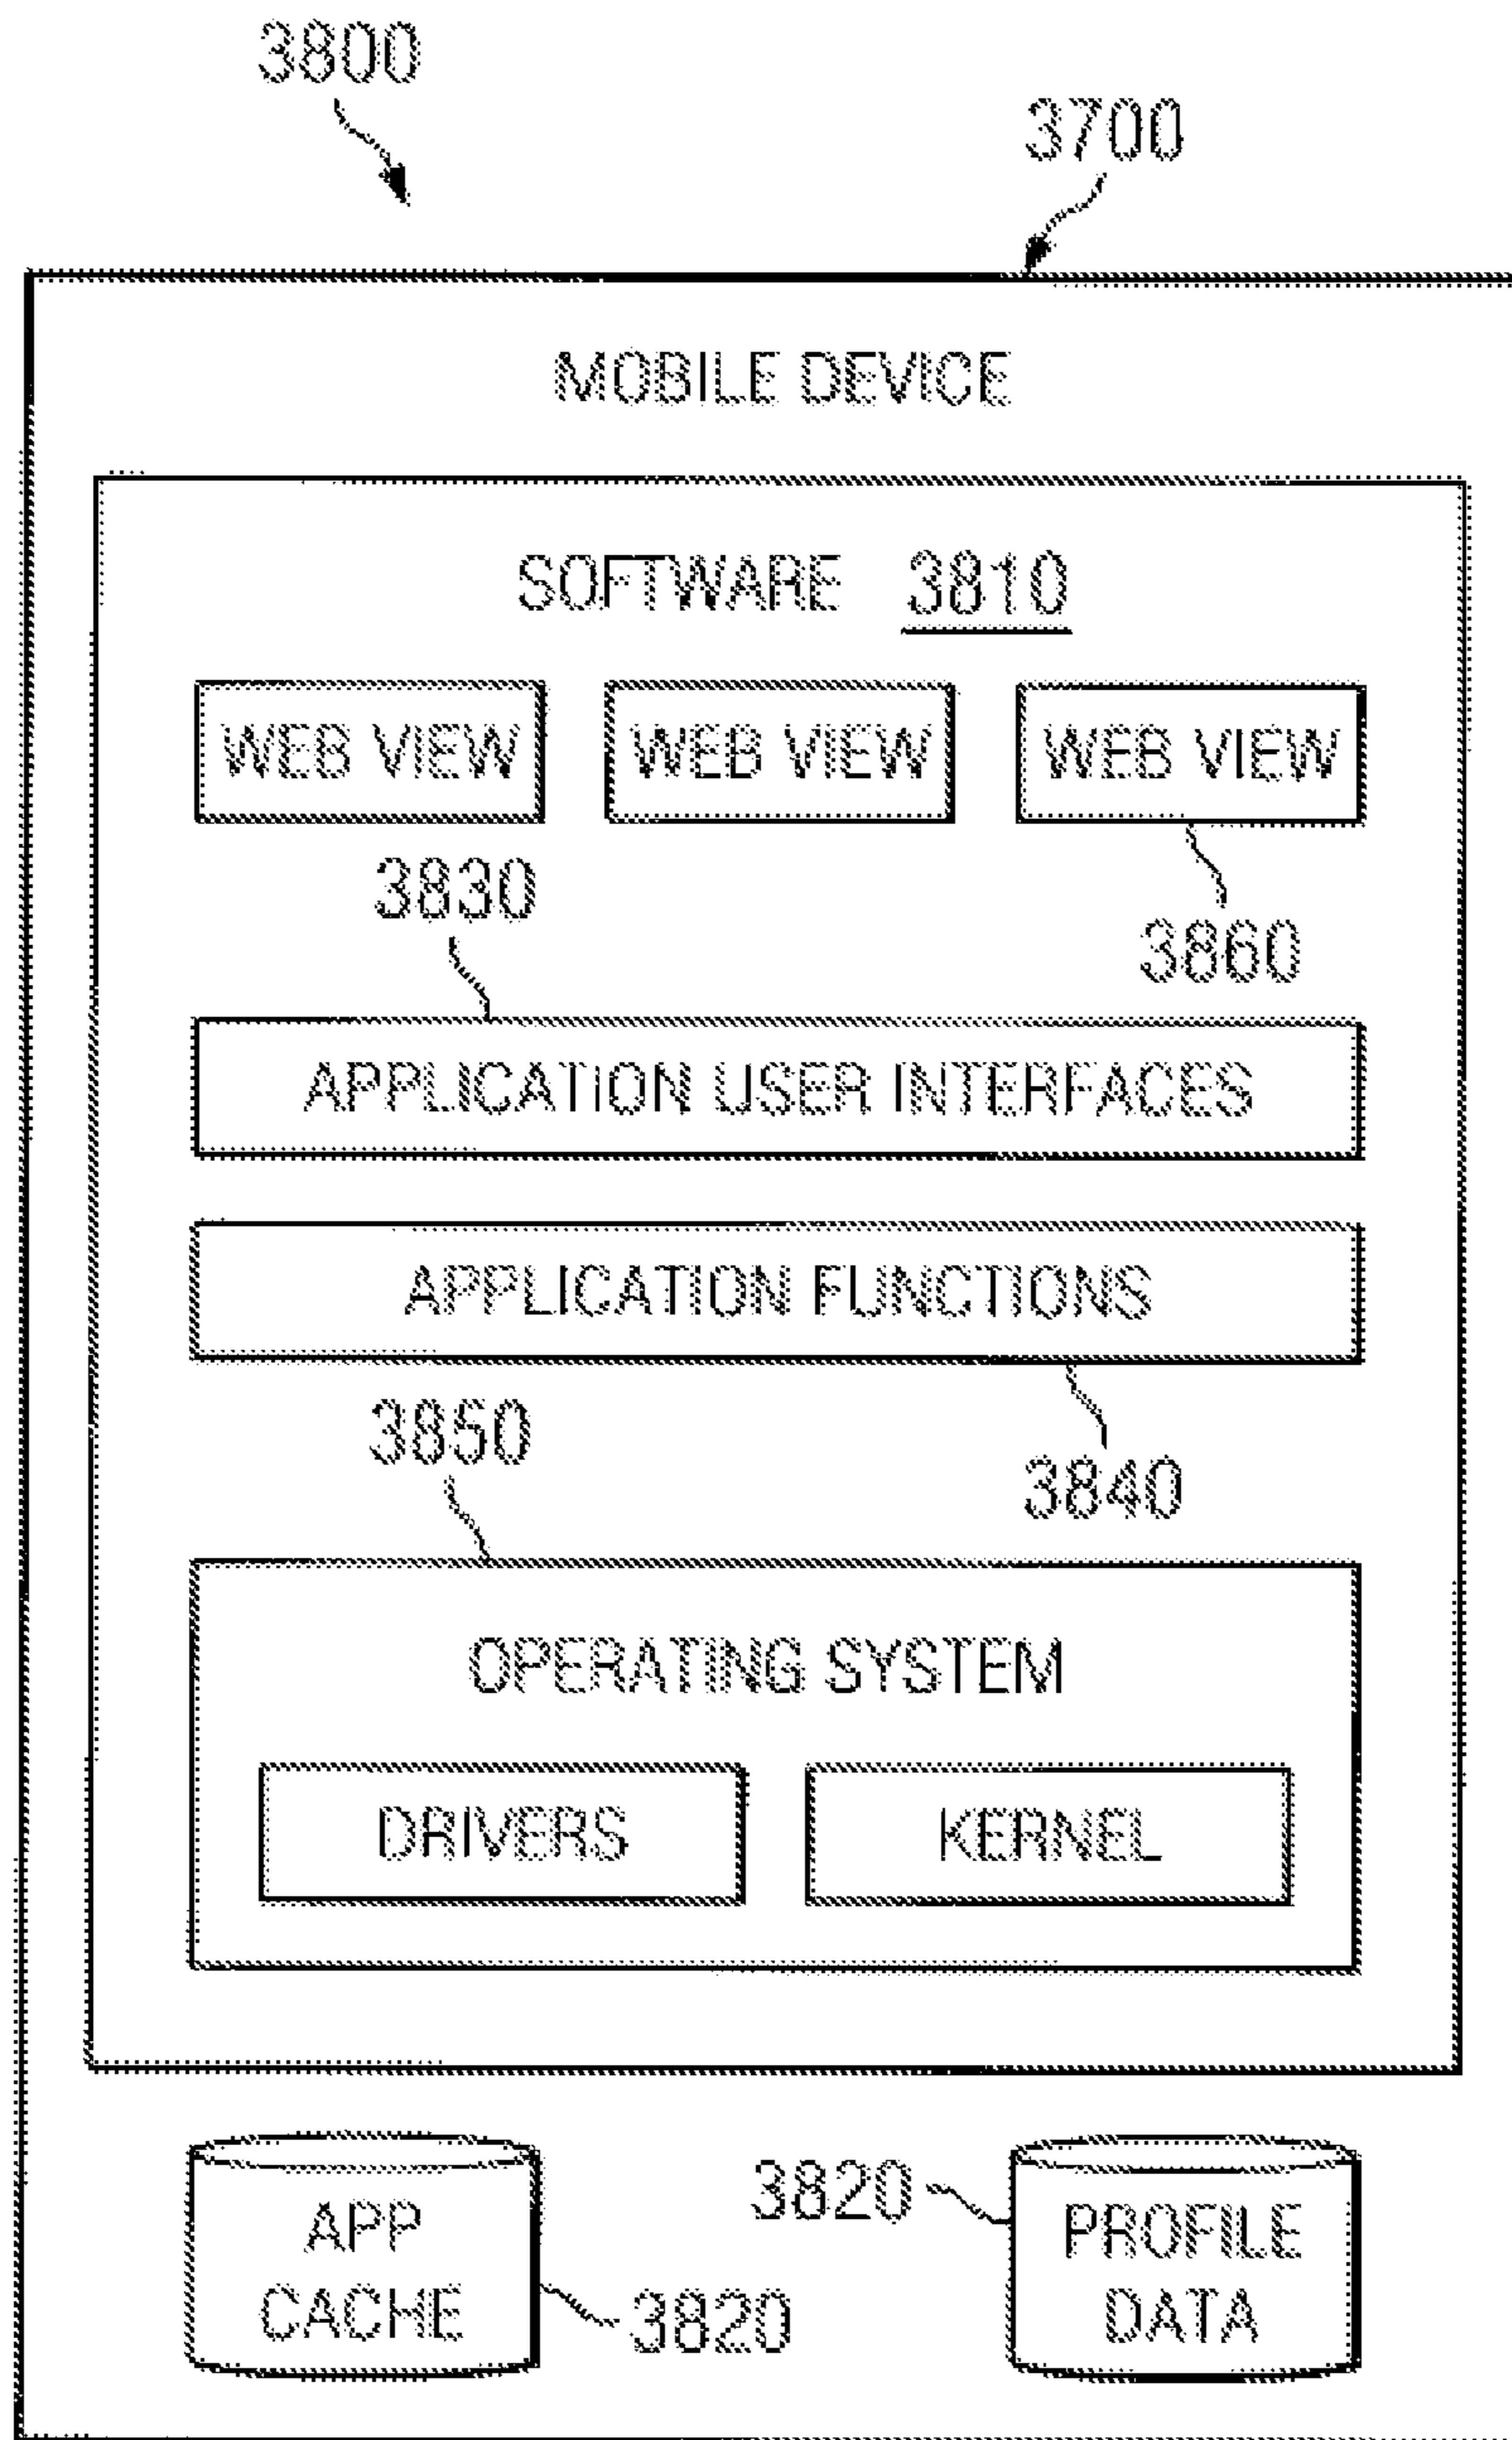 3800
3700
MOBILE DEVICE
SOFTWARE 3810
WEB VIEW WEB VIEW WEB VIEW
3830
3860
APPLICATION USER INTERFACES
APPLICATION FUNCTIONS
3850
3840
OPERATING SYSTEM
DRIVERS KERNEL
APP
CACHE
3820
3820
PROFILE
DATA